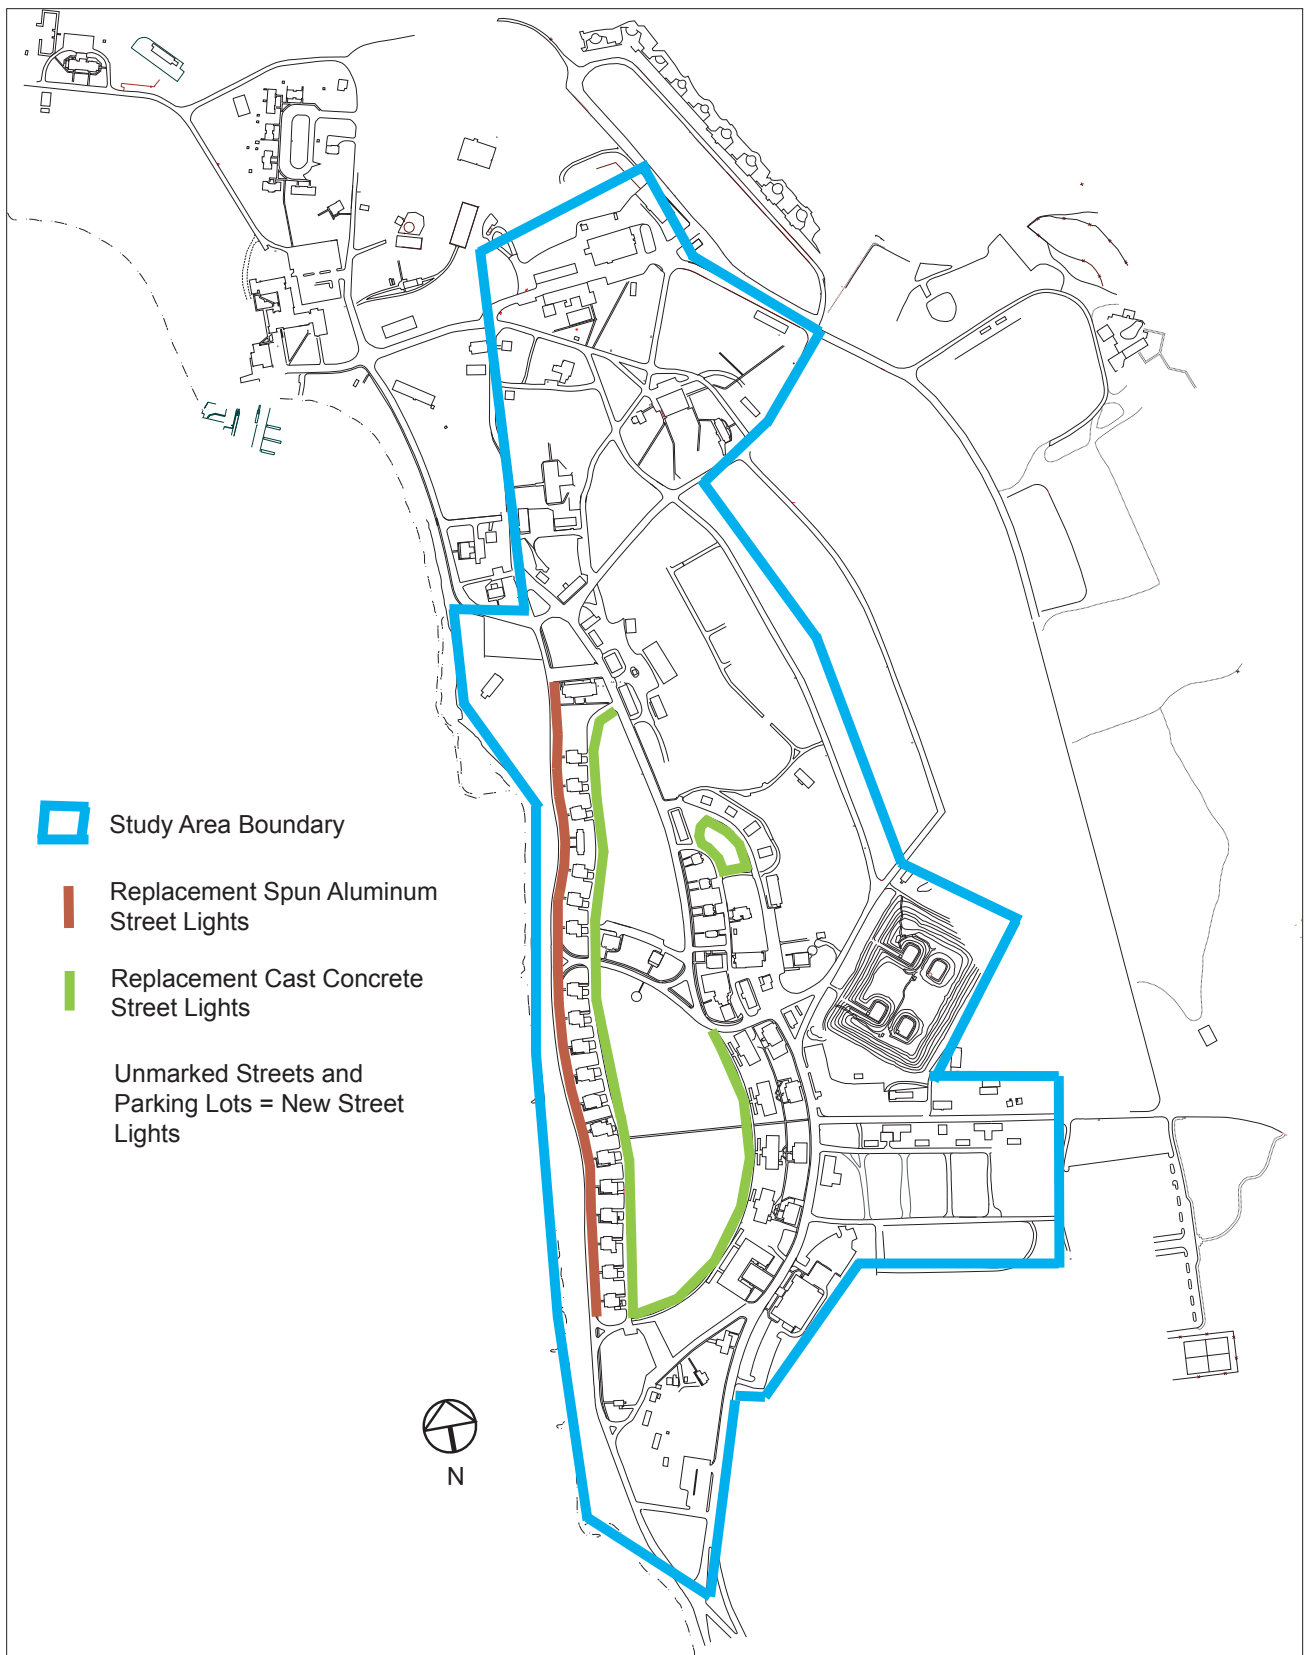 Study Area Boundary
Replacement Spun Aluminum
Street Lights
Replacement Cast Concrete
Street Lights
Unmarked Streets and
Parking Lots = New Street
Lights
N